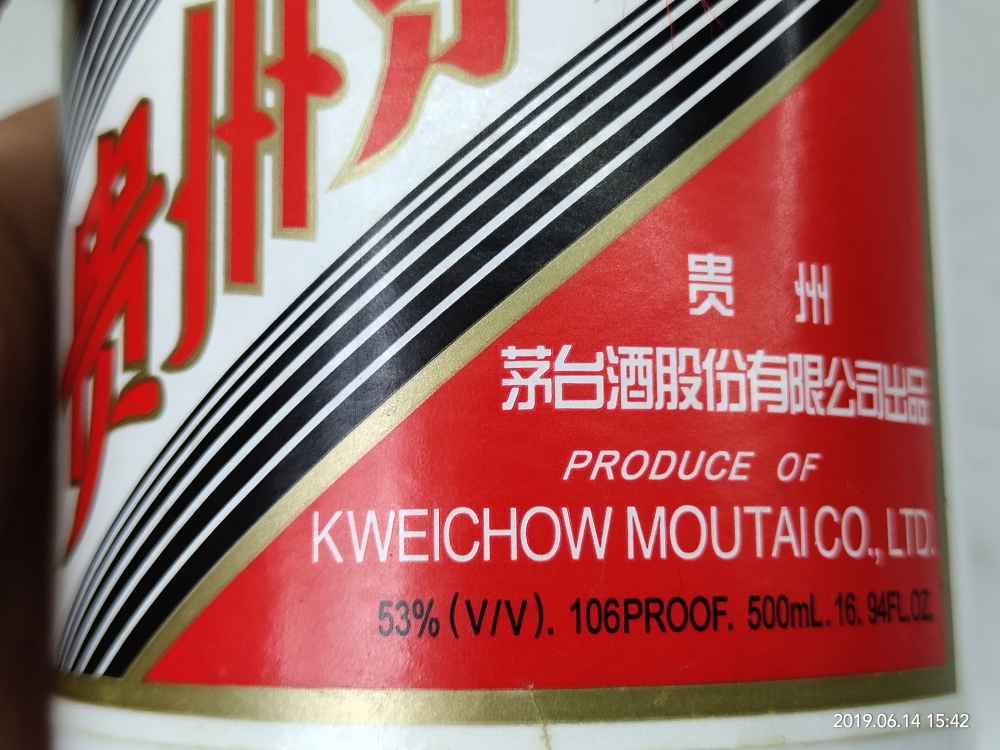 贵州茅
贵 州
茅台酒股份有限公司出品
PRODUCE OF
KWEICHOW MOUTAI CO., LTD.
53% (V/V). 106PROOF. 500mL. 16. 94FL.OZ.
2019.06.14 15:42